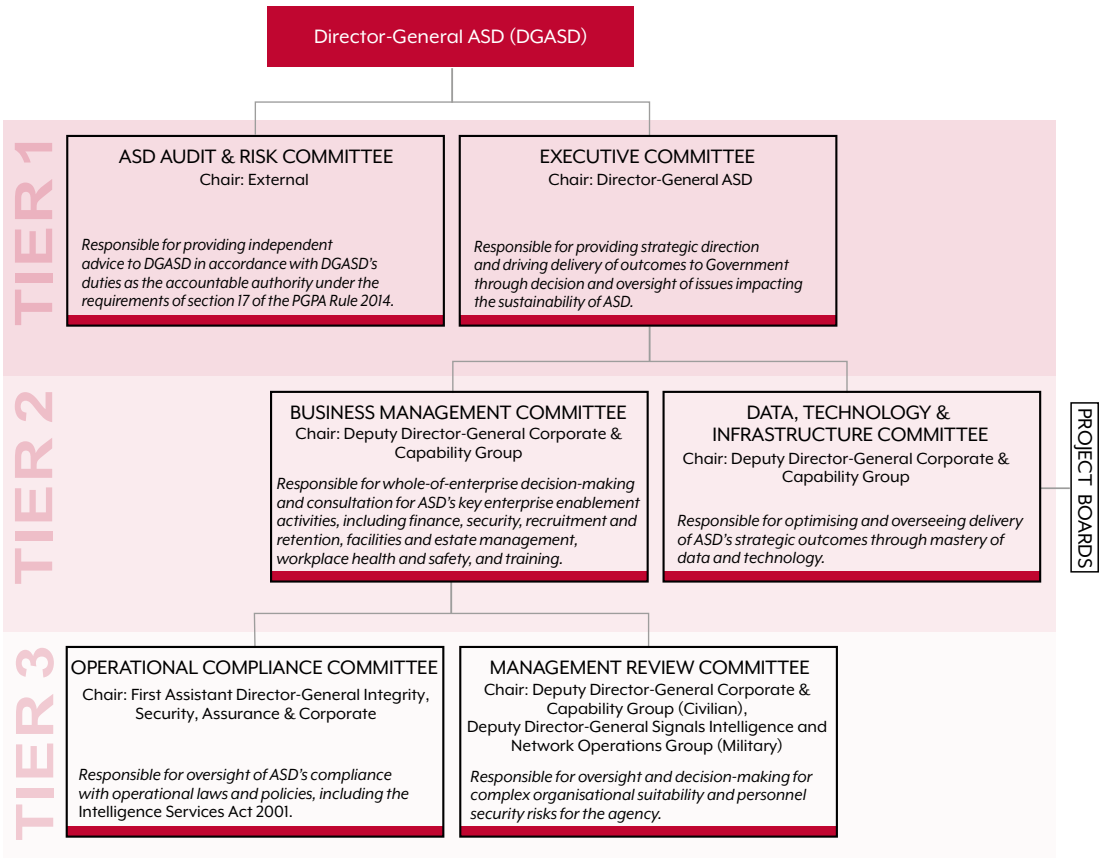 Director-General ASD (DGASD)
TIER 1
ASD AUDIT & RISK COMMITTEE
Chair: External
Responsible for providing independent
advice to DGASD in accordance with DGASD's
duties as the accountable authority under the
requirements of section 17 of the PGPA Rule 2014.
EXECUTIVE COMMITTEE
Chair: Director-General ASD
Responsible for providing strategic direction
and driving delivery of outcomes to Government
through decision and oversight of issues impacting
the sustainability of ASD.
TIER 2
BUSINESS MANAGEMENT COMMITTEE
Chair: Deputy Director-General Corporate &
Capability Group
Responsible for whole-of-enterprise decision-making
and consultation for ASD's key enterprise enablement
activities, including finance, security, recruitment and
retention, facilities and estate management,
workplace health and safety, and training.
DATA, TECHNOLOGY &
INFRASTRUCTURE COMMITTEE
Chair: Deputy Director-General Corporate &
Capability Group
Responsible for optimising and overseeing delivery
of ASD's strategic outcomes through mastery of
data and technology.
PROJECT BOARDS
TIER 3
OPERATIONAL COMPLIANCE COMMITTEE
Chair: First Assistant Director-General Integrity,
Security, Assurance & Corporate
Responsible for oversight of ASD's compliance
with operational laws and policies, including the
Intelligence Services Act 2001.
MANAGEMENT REVIEW COMMITTEE
Chair: Deputy Director-General Corporate &
Capability Group (Civilian),
Deputy Director-General Signals Intelligence and
Network Operations Group (Military)
Responsible for oversight and decision-making for
complex organisational suitability and personnel
security risks for the agency.